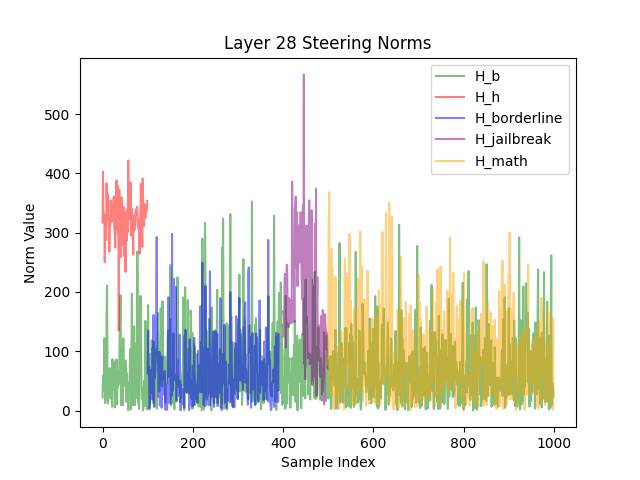 Layer 28 Steering Norms
H_b
H_h
H_borderline
H_jailbreak
H_math
Norm Value
500
400
300
200
100
0
0 200 400 600 800 1000
Sample Index